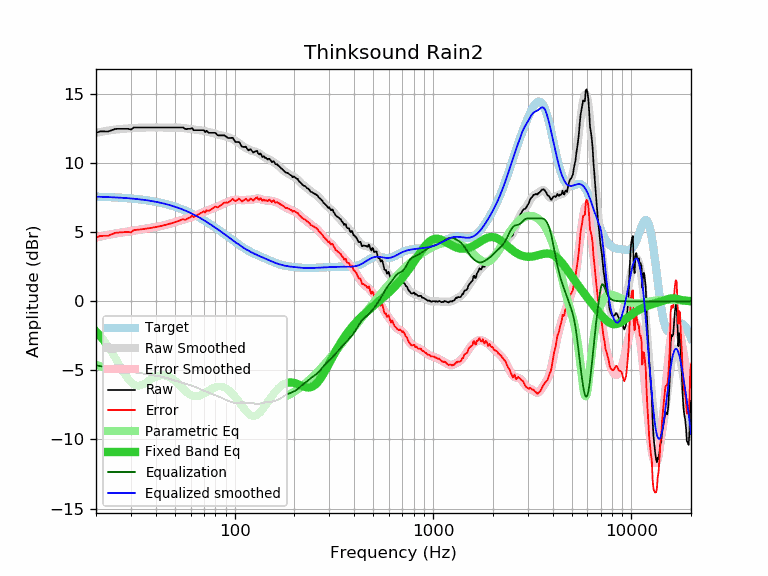 Thinksound Rain2
Amplitude (dBr)
15
10
5
0
−5
−10
−15
100
1000
10000
Frequency (Hz)
Target
Raw Smoothed
Error Smoothed
Raw
Error
Parametric Eq
Fixed Band Eq
Equalization
Equalized smoothed